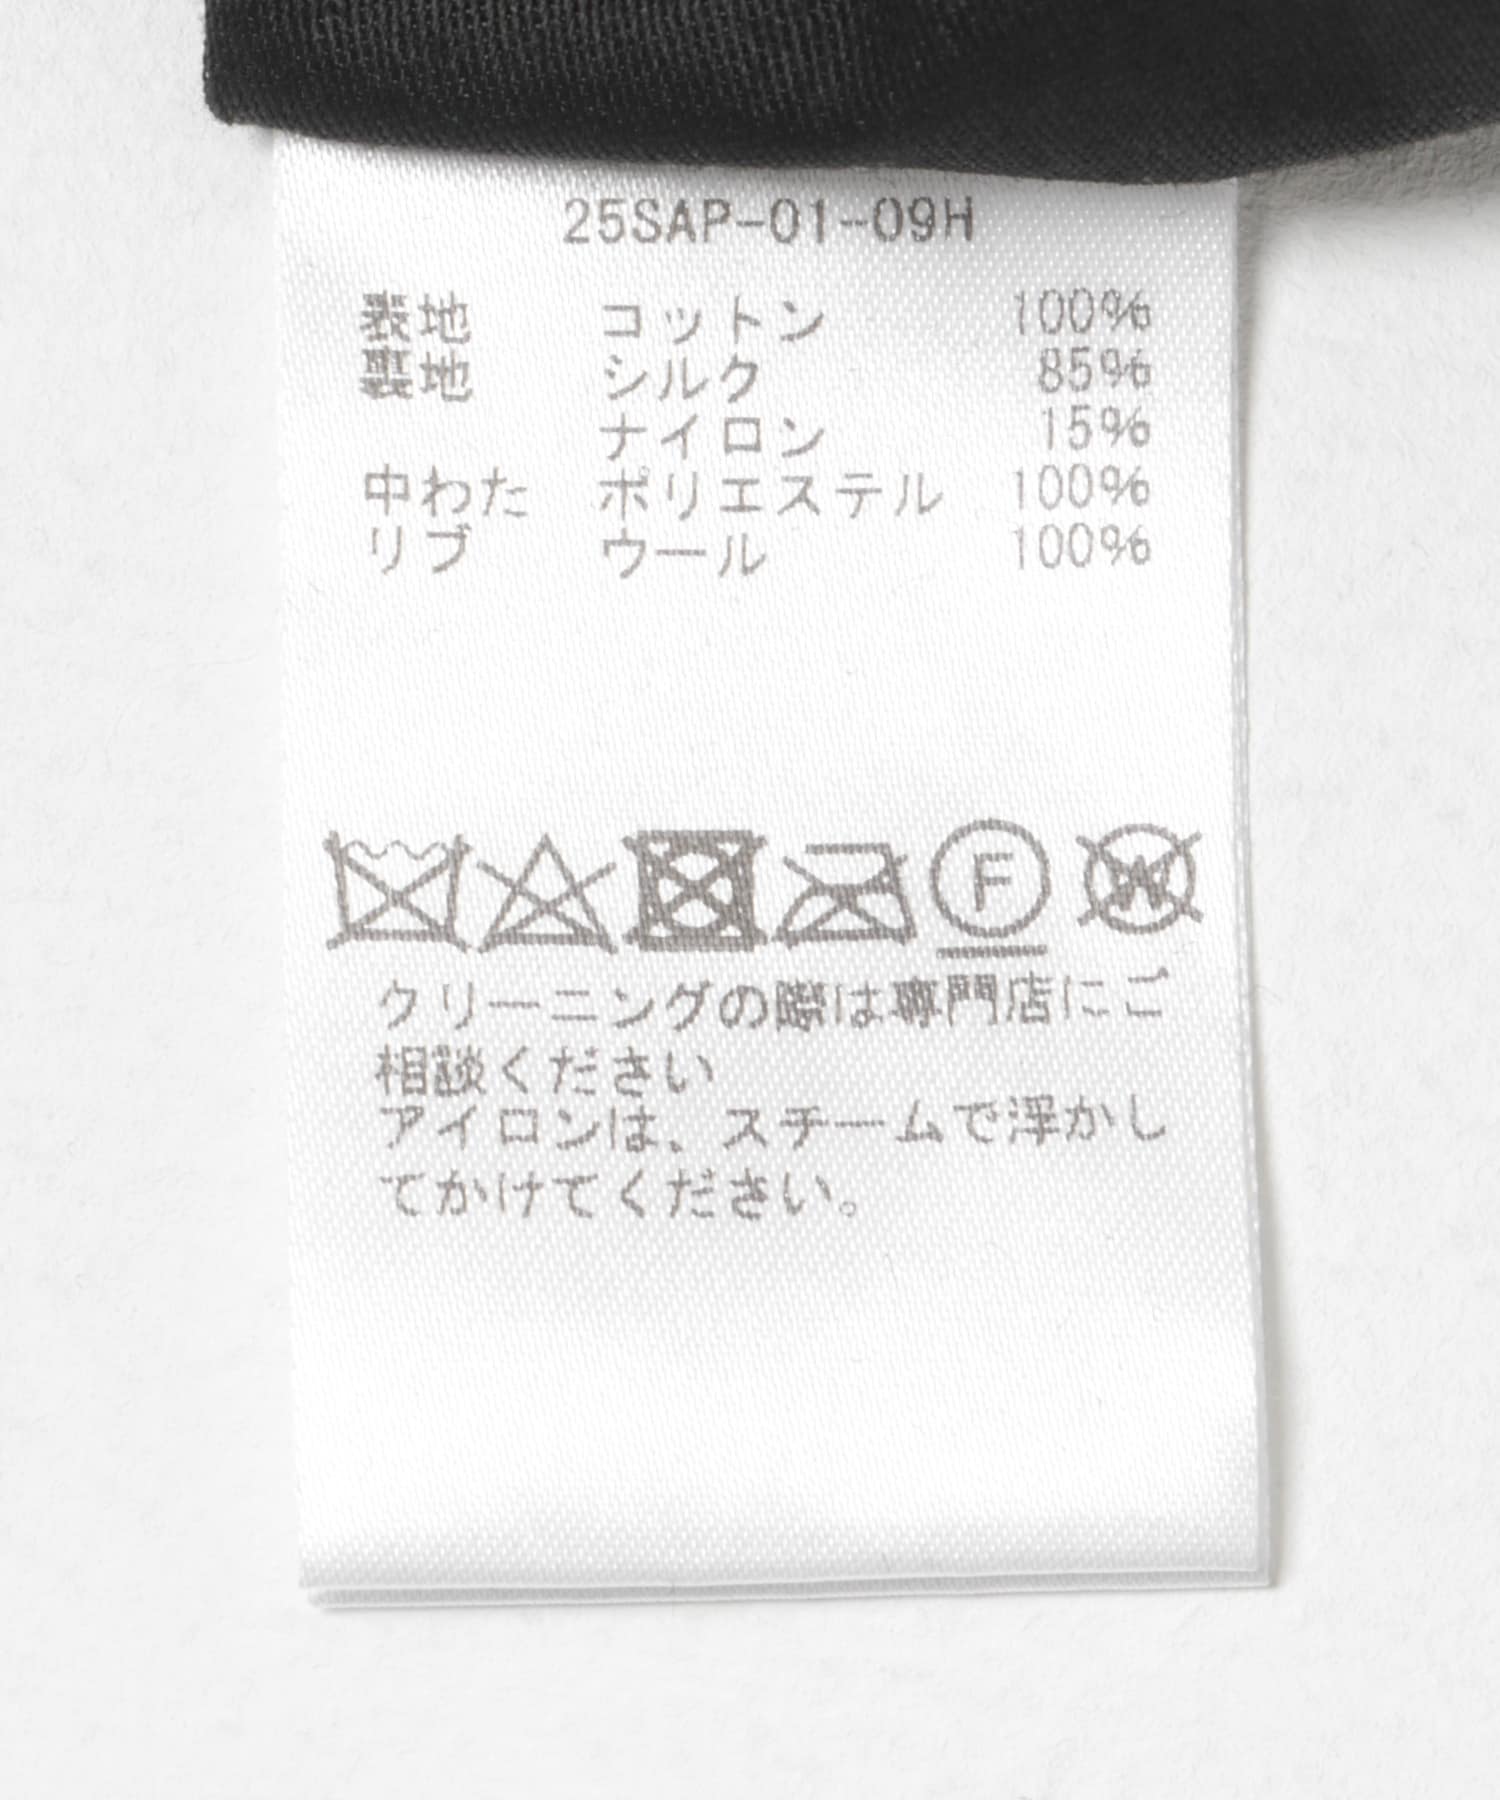 25SAP-01-09H
表地 コットン 100%
裏地 シルク 85%
ナイロン 15%
中わた ポリエステル 100%
リブ ウール 100%
F W
クリーニングの際は専門店にご
相談ください
アイロンは、スチームで浮かし
てかけてください。